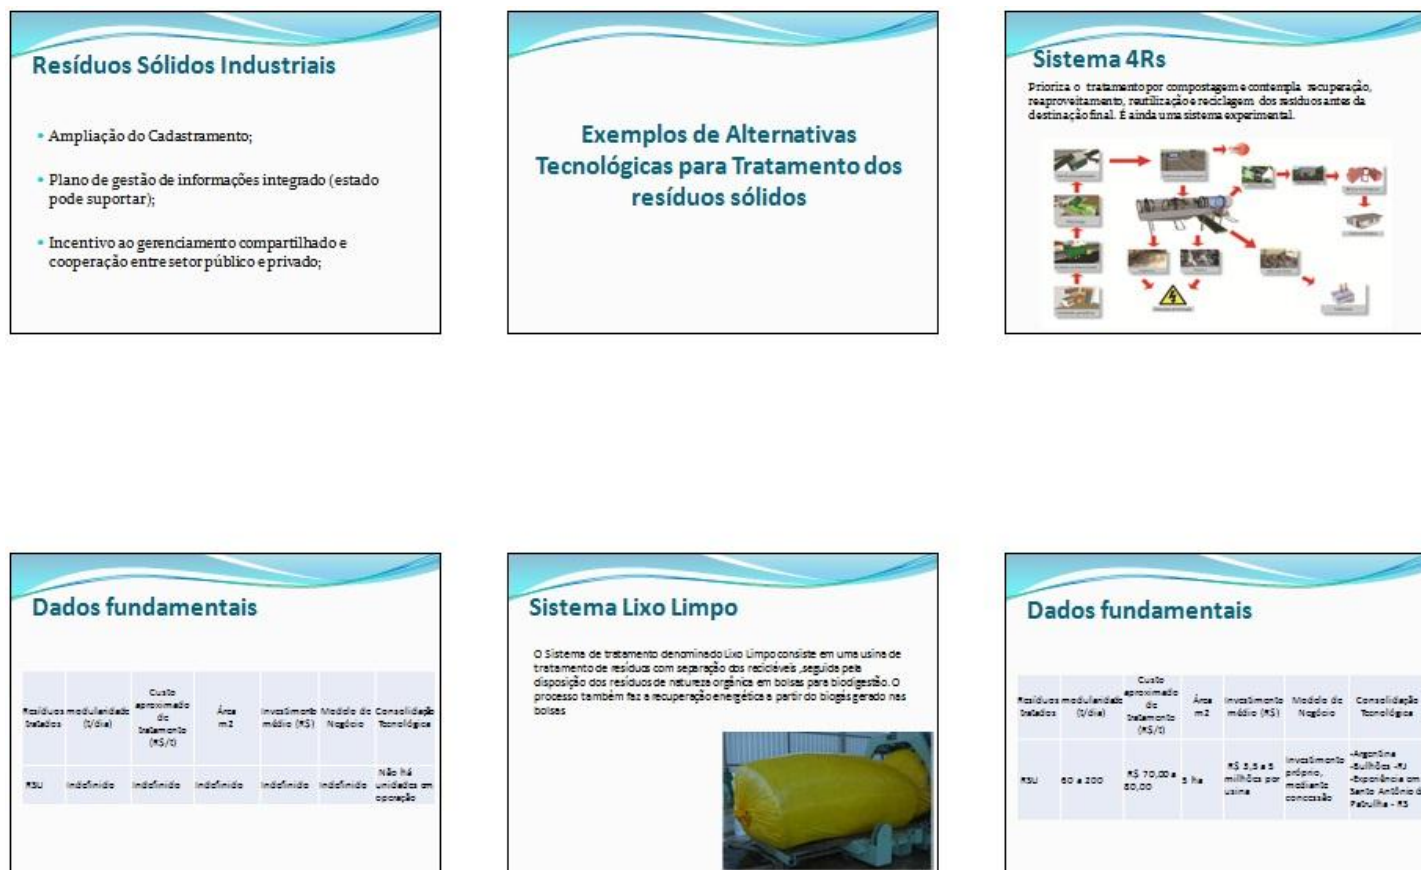 Resíduos Sólidos Industriais
• Ampliação do Cadastramento;
• Plano de gestão de informações integrado (estado
pode suportar);
• Incentivo ao gerenciamento compartilhado e
cooperação entre setor público e privado;
Exemplos de Alternativas
Tecnológicas para Tratamento dos
resíduos sólidos
Sistema 4Rs
Prioriza o tratamento por compostagem e contempla recuperação,
reaproveitamento, reutilização e reciclagem dos resíduos antes da
destinação final. É ainda uma sistema experimental.
Dados fundamentais
Resíduos tratados
modularidade (t/dia)
Custo aproximado de tratamento (R$/t)
Área m2
Investimento médio (R$)
Modelo de Negócio
Consolidação Tecnológica
RSU
Indefinido
Indefinido
Indefinido
Indefinido
Indefinido
Não há unidades em operação
Sistema Lixo Limpo
O Sistema de tratamento denominado Lixo Limpo consiste em uma usina de
tratamento de resíduos com separação dos recicláveis ,seguida pela
disposição dos resíduos de natureza orgânica em bolsas para biodigestão. O
processo também faz a recuperação energética a partir do biogás gerado nas
bolsas
Dados fundamentais
Resíduos tratados
modularidade (t/dia)
Custo aproximado de tratamento (R$/t)
Área m2
Investimento médio (R$)
Modelo de Negócio
Consolidação Tecnológica
RSU
60 a 200
R$ 70,00 a 80,00
5 ha
R$ 3,5 a 5 milhões por usina
Investimento próprio, mediante concessão
-Argentina
-Bulhões -RJ
-Experiência em
Santo Antônio d
Patrulha - RS